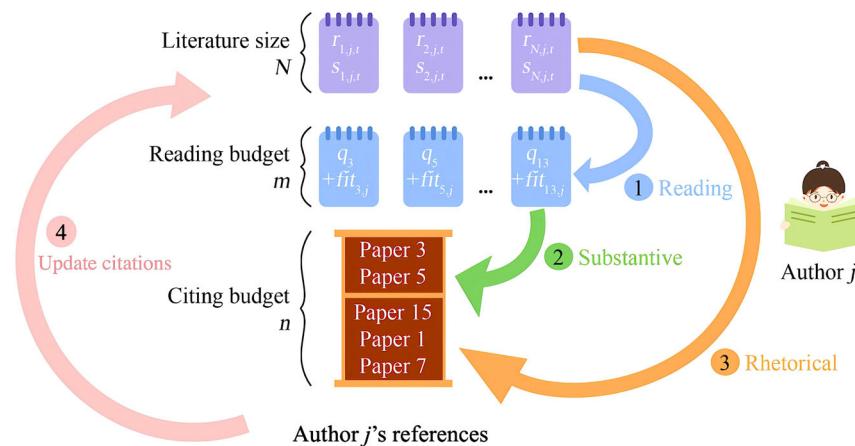 Literature size
N
r1,j,t
s1,j,t
r2,j,t
s2,j,t
...
rN,j,t
sN,j,t
Reading budget
m
q3
+fit3,j
q5
+fit5,j
...
q13
+fit13,j
1 Reading
4
Update citations
Citing budget
n
Paper 3
Paper 5
Paper 15
Paper 1
Paper 7
2 Substantive
Author j
3 Rhetorical
Author j's references